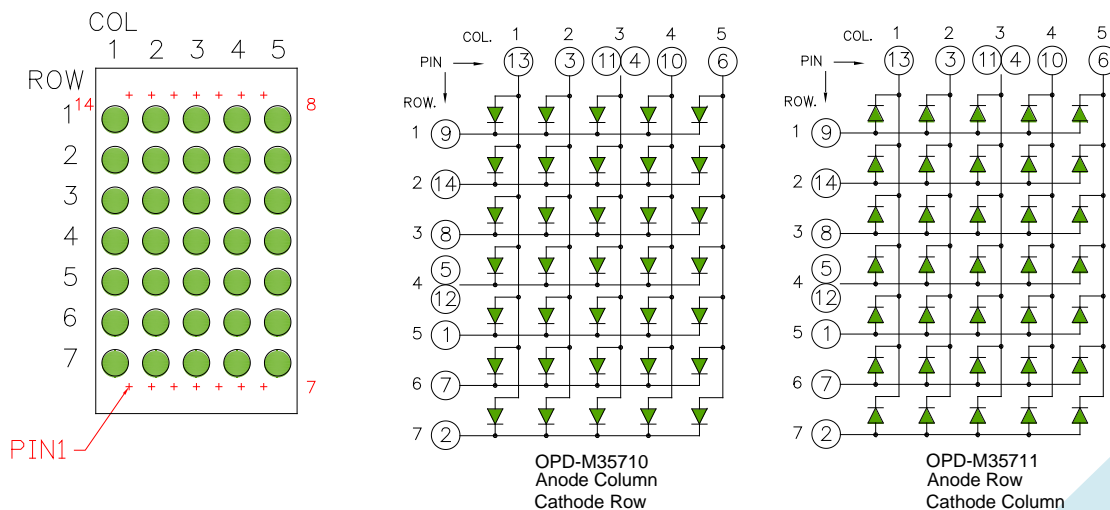 COL
1 2 3 4 5
ROW
14 8
1
2
3
4
5
6
7
7
PIN1
COL. 1 2 3 4 5
PIN 13 3 11 4 10 6
ROW.
1 9
2 14
3 8
5
4
12
5 1
6 7
7 2
OPD-M35710
Anode Column
Cathode Row
COL. 1 2 3 4 5
PIN 13 3 11 4 10 6
ROW.
1 9
2 14
3 8
5
4
12
5 1
6 7
7 2
OPD-M35711
Anode Row
Cathode Column